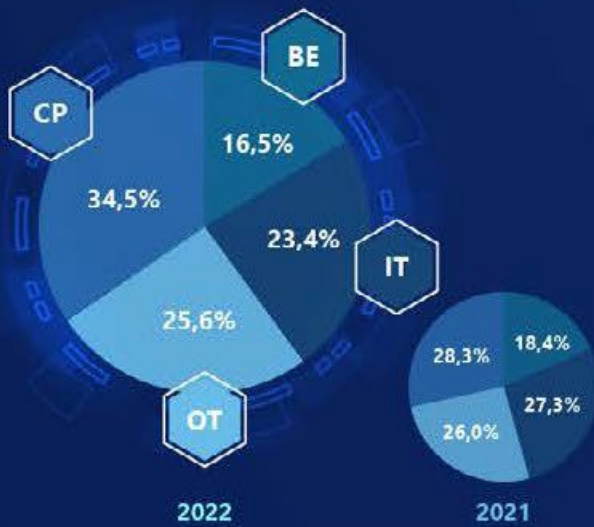 BE
CP
16,5%
34,5%
23,4%
IT
25,6%
OT
2022
18,4%
28,3%
27,3%
26,0%
2021